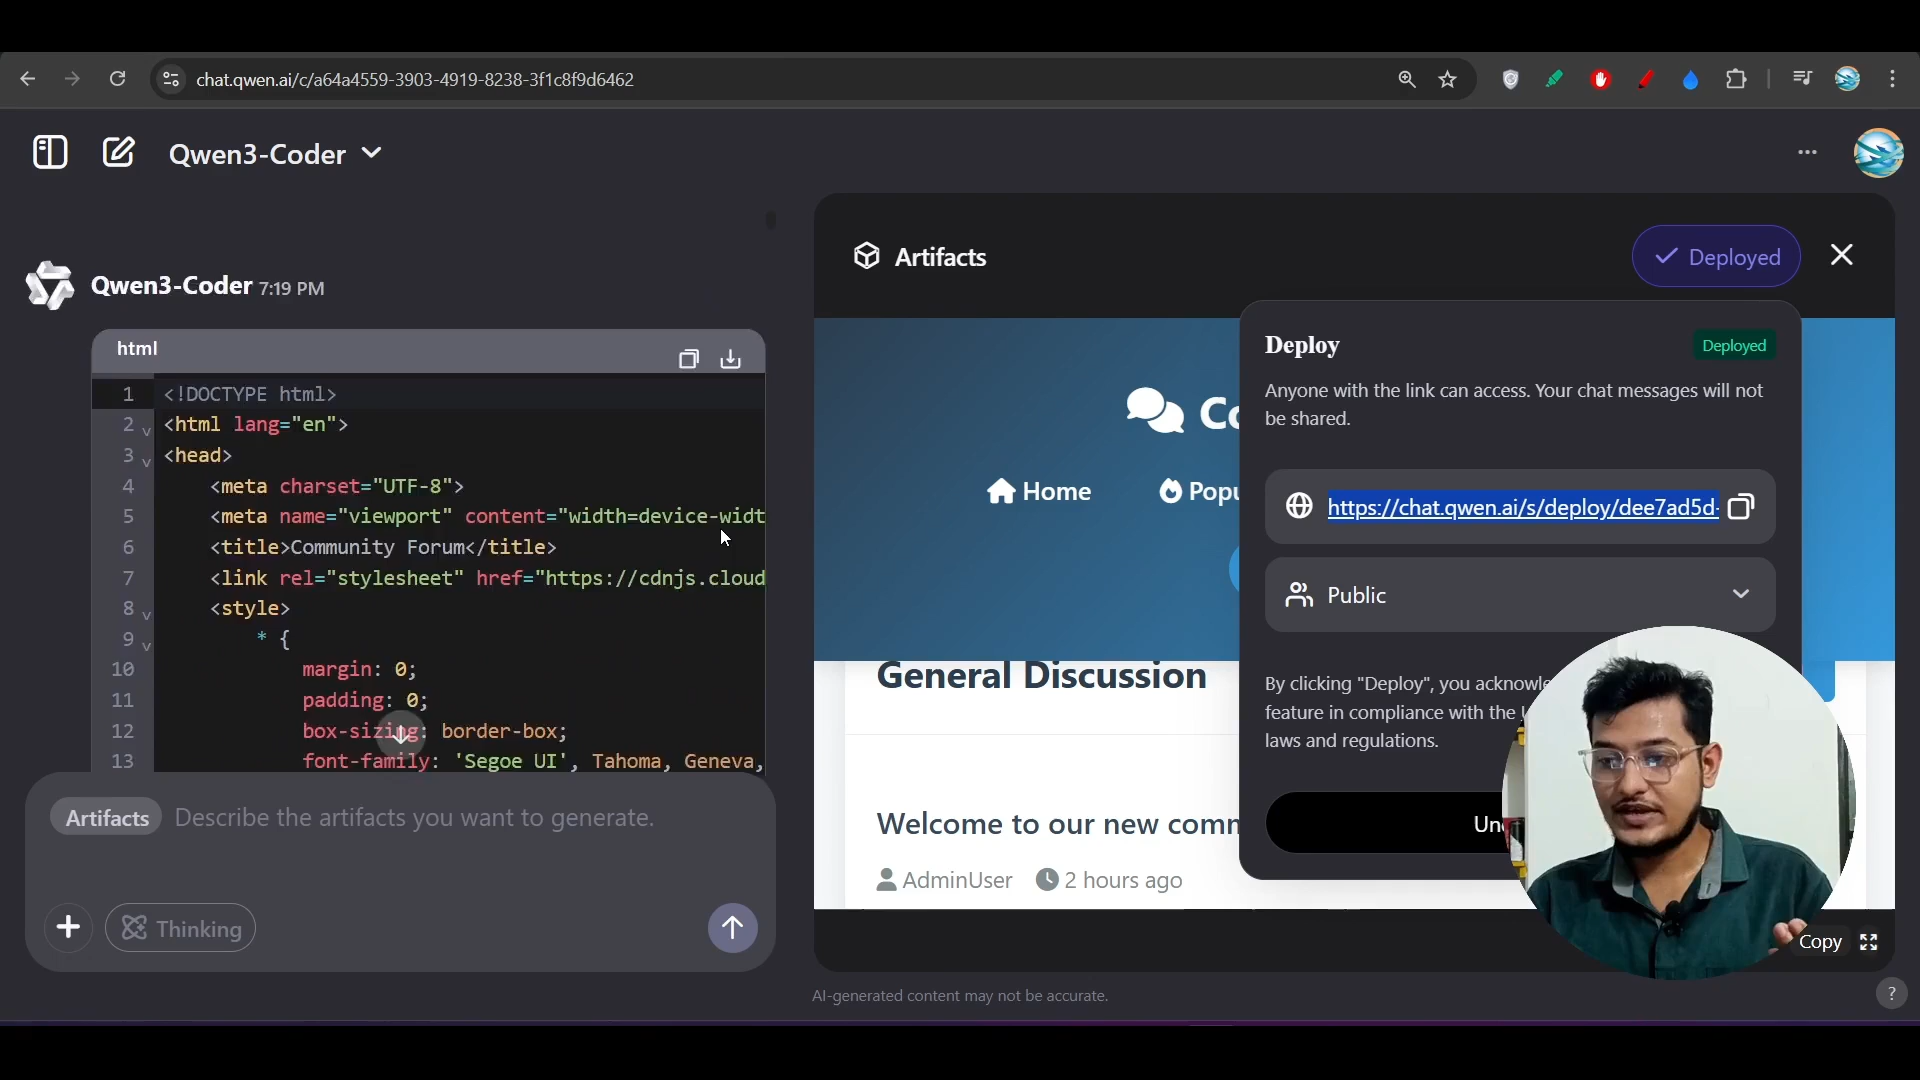 chat.qwen.ai/c/a64a4559-3903-4919-8238-3f1c8f9d6462
Qwen3-Coder
Qwen3-Coder 7:19 PM
html
1 <!DOCTYPE html>
2 <html lang="en">
3 <head>
4 <meta charset="UTF-8">
5 <meta name="viewport" content="width=device-widt
6 <title>Community Forum</title>
7 <link rel="stylesheet" href="https://cdnjs.cloud
8 <style>
9 * {
10 margin: 0;
11 padding: 0;
12 box-sizing: border-box;
13 font-family: 'Segoe UI', Tahoma, Geneva,
Artifacts Describe the artifacts you want to generate.
Thinking
Artifacts
Deployed
Co
Home
Popu
General Discussion
Welcome to our new comm
AdminUser 2 hours ago
Deploy
Deployed
Anyone with the link can access. Your chat messages will not
be shared.
https://chat.qwen.ai/s/deploy/dee7ad5d-
Public
By clicking "Deploy", you acknowle
feature in compliance with the
laws and regulations.
Un
Copy
AI-generated content may not be accurate.
?